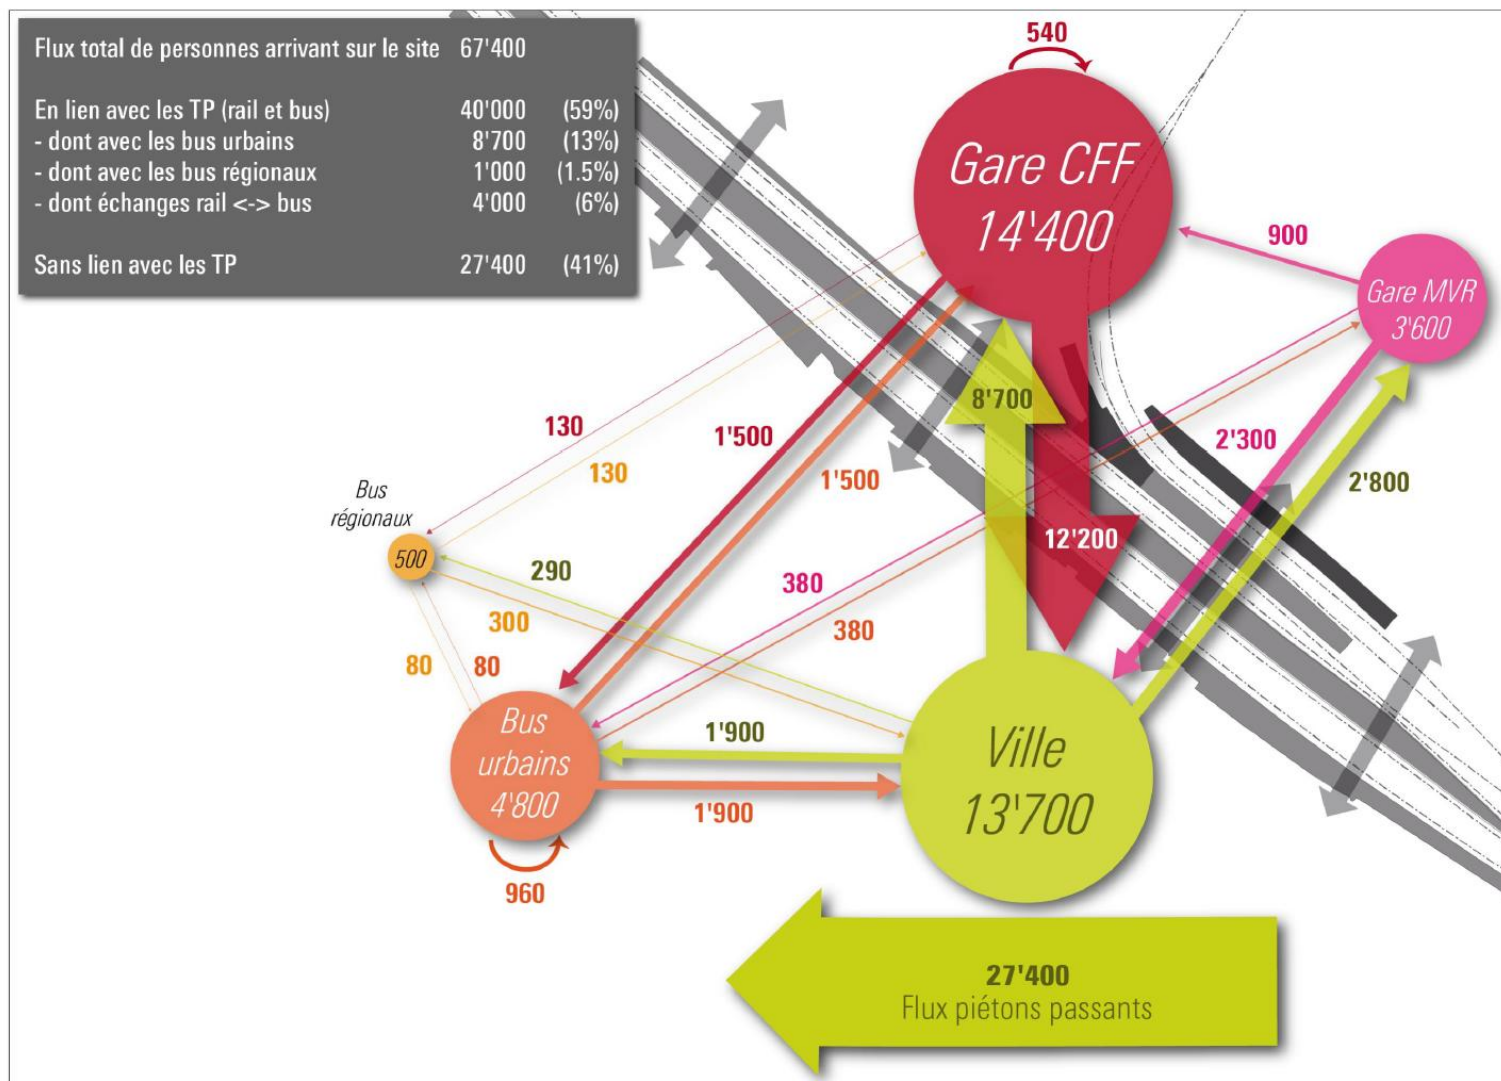 Flux total de personnes arrivant sur le site 67'400
En lien avec les TP (rail et bus) 40'000 (59%)
- dont avec les bus urbains 8'700 (13%)
- dont avec les bus régionaux 1'000 (1.5%)
- dont échanges rail <-> bus 4'000 (6%)
Sans lien avec les TP 27'400 (41%)
540
Gare CFF
14'400
900
Gare MVR
3'600
8'700
130
1'500
2'300
130
1'500
2'800
Bus
régionaux
500
12'200
290
380
300
380
80
80
Bus
urbains
4'800
1'900
Ville
13'700
1'900
960
27'400
Flux piétons passants